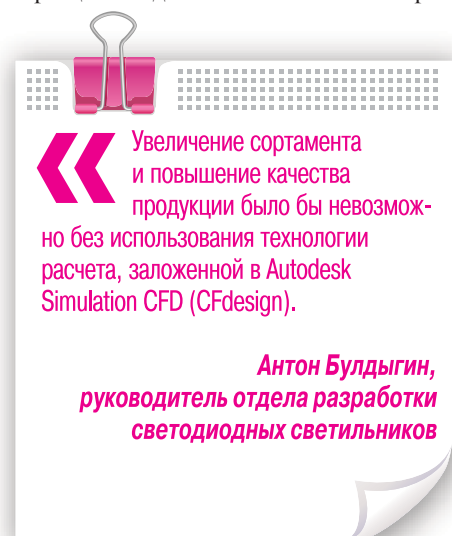 «
Увеличение сортамента
и повышение качества
продукции было бы невозмож-
но без использования технологии
расчета, заложенной в Autodesk
Simulation CFD (CFdesign).
Антон Булдыгин,
руководитель отдела разработки
светодиодных светильников